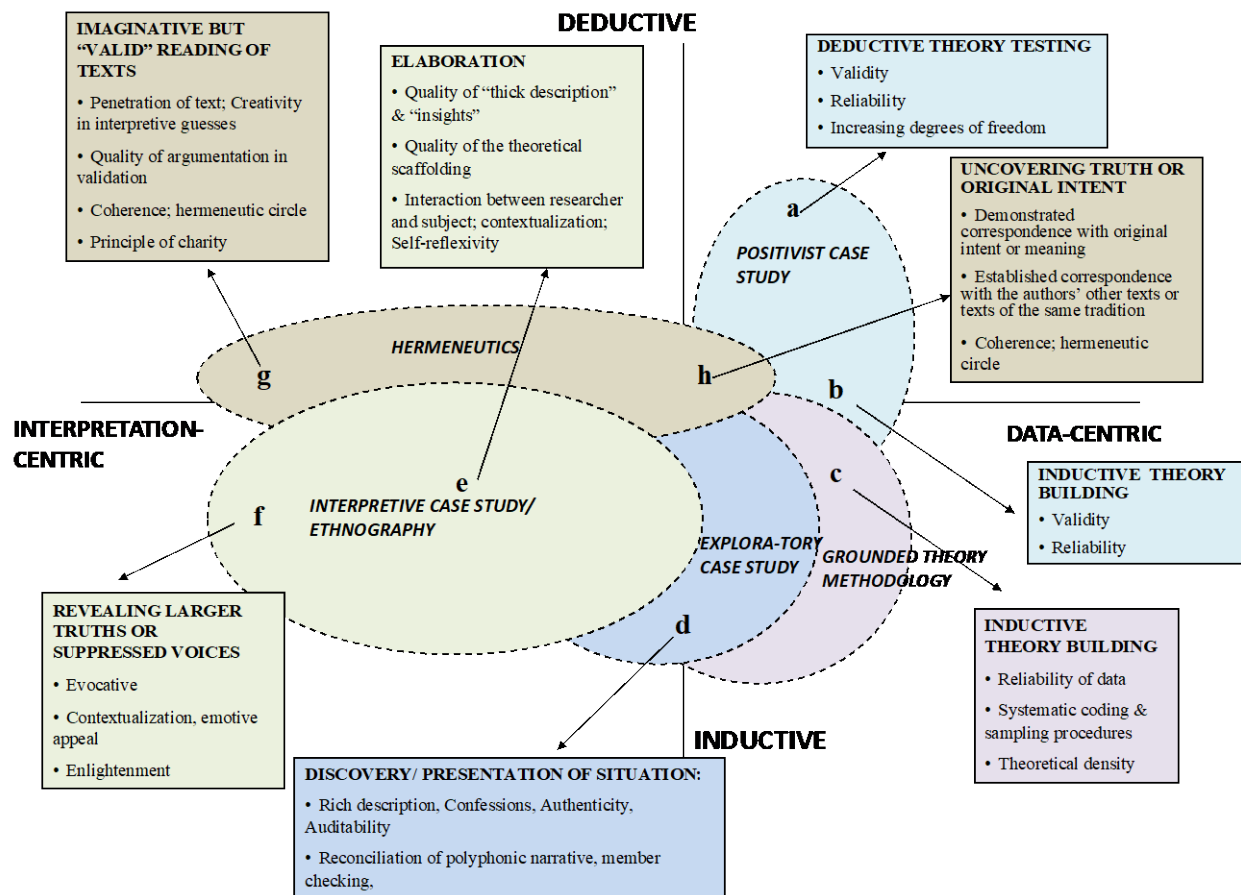 DEDUCTIVE
IMAGINATIVE BUT
“VALID” READING OF
TEXTS
• Penetration of text; Creativity
in interpretive guesses
• Quality of argumentation in
validation
• Coherence; hermeneutic circle
• Principle of charity
ELABORATION
• Quality of “thick description”
& “insights”
• Quality of the theoretical
scaffolding
• Interaction between researcher
and subject; contextualization;
Self-reflexivity
DEDUCTIVE THEORY TESTING
• Validity
• Reliability
• Increasing degrees of freedom
UNCOVERING TRUTH OR
ORIGINAL INTENT
• Demonstrated
correspondence with original
intent or meaning
• Established correspondence
with the authors’ other texts or
texts of the same tradition
• Coherence; hermeneutic
circle
a
POSITIVIST CASE
STUDY
HERMENEUTICS
g
h
b
INTERPRETATION-
CENTRIC
DATA-CENTRIC
c
e
f
INTERPRETIVE CASE STUDY/
ETHNOGRAPHY
EXPLORA-TORY
CASE STUDY
GROUNDED THEORY
METHODOLOGY
d
INDUCTIVE THEORY
BUILDING
• Validity
• Reliability
REVEALING LARGER
TRUTHS OR
SUPPRESSED VOICES
• Evocative
• Contextualization, emotive
appeal
• Enlightenment
INDUCTIVE
THEORY BUILDING
• Reliability of data
• Systematic coding &
sampling procedures
• Theoretical density
INDUCTIVE
DISCOVERY/ PRESENTATION OF SITUATION:
• Rich description, Confessions, Authenticity,
Auditability
• Reconciliation of polyphonic narrative, member
checking,